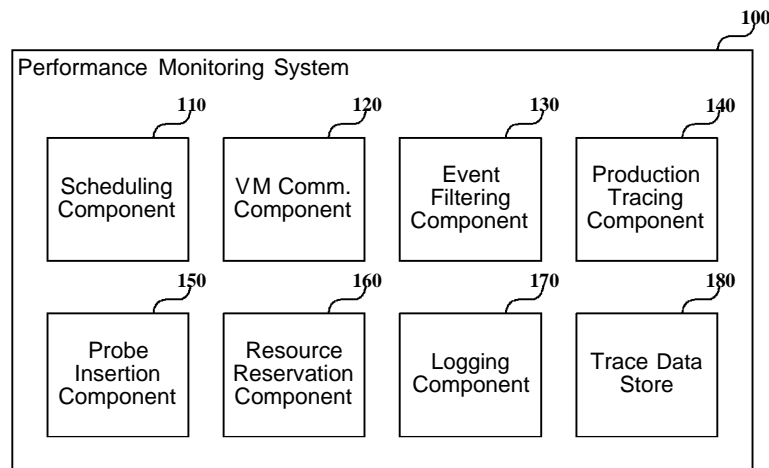 100
Performance Monitoring System
110
120
130
140
Scheduling
Component
VM Comm.
Component
Event
Filtering
Component
Production
Tracing
Component
150
160
170
180
Probe
Insertion
Component
Resource
Reservation
Component
Logging
Component
Trace Data
Store